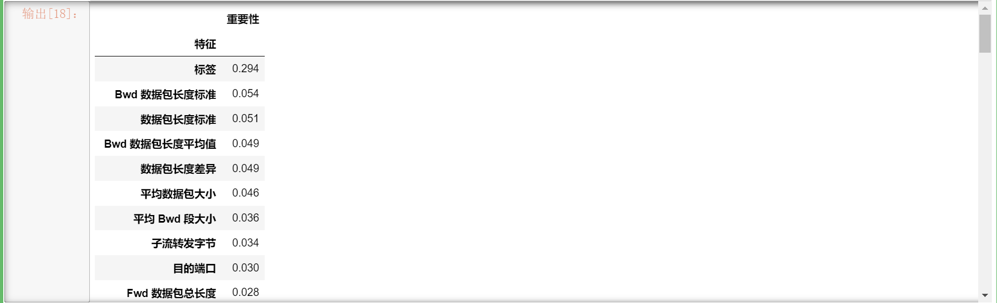 输出[18]:
重要性
特征
标签 0.294
Bwd 数据包长度标准 0.054
数据包长度标准 0.051
Bwd 数据包长度平均值 0.049
数据包长度差异 0.049
平均数据包大小 0.046
平均 Bwd 段大小 0.036
子流转发字节 0.034
目的端口 0.030
Fwd 数据包总长度 0.028